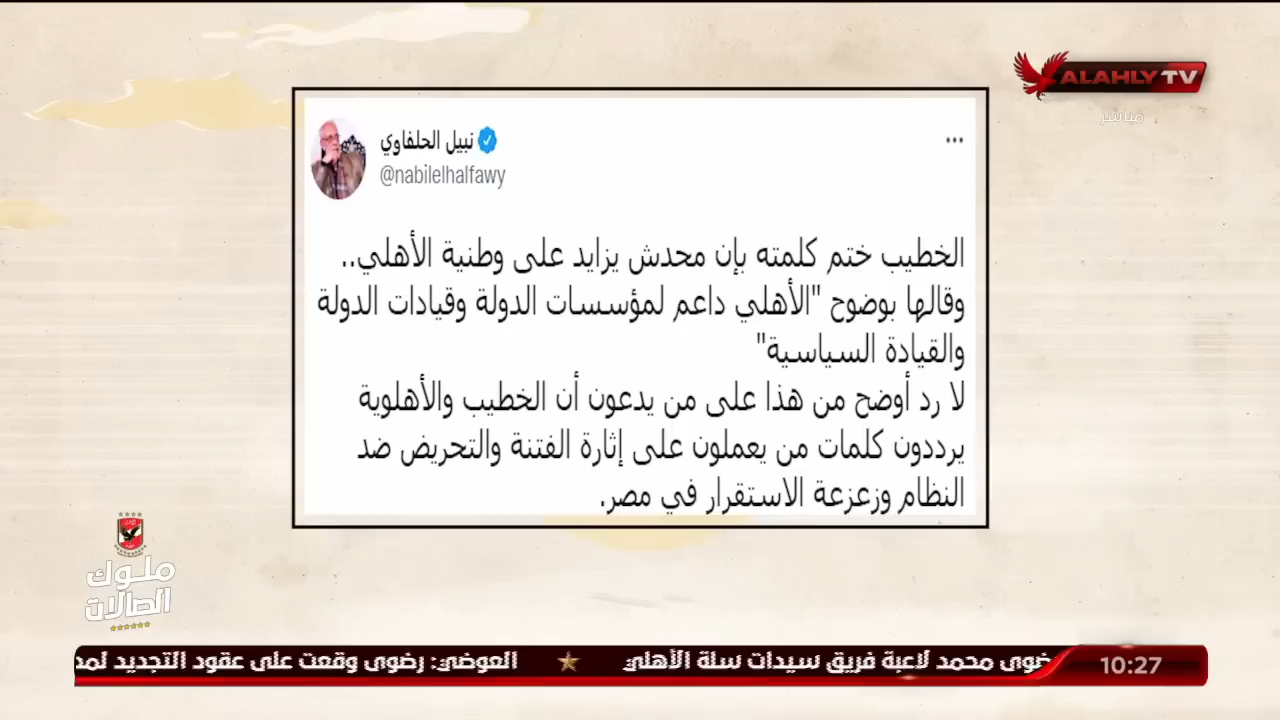 ALAHLY TV
مباشر
نبيل الحلفاوي
@nabilelhalfawy
الخطيب ختم كلمته بإن محدش يزايد على وطنية الأهلي..
وقالها بوضوح "الأهلي داعم لمؤسسات الدولة وقيادات الدولة
والقيادة السياسية"
لا رد أوضح من هذا على من يدعون أن الخطيب والأهلوية
يرددون كلمات من يعملون على إثارة الفتنة والتحريض ضد
النظام وزعزعة الاستقرار في مصر.
ملوك
الصالات
رضوى محمد لاعبة فريق سيدات سلة الأهلي ★ العوضي: رضوى وقعت على عقود التجديد لمد
10:27